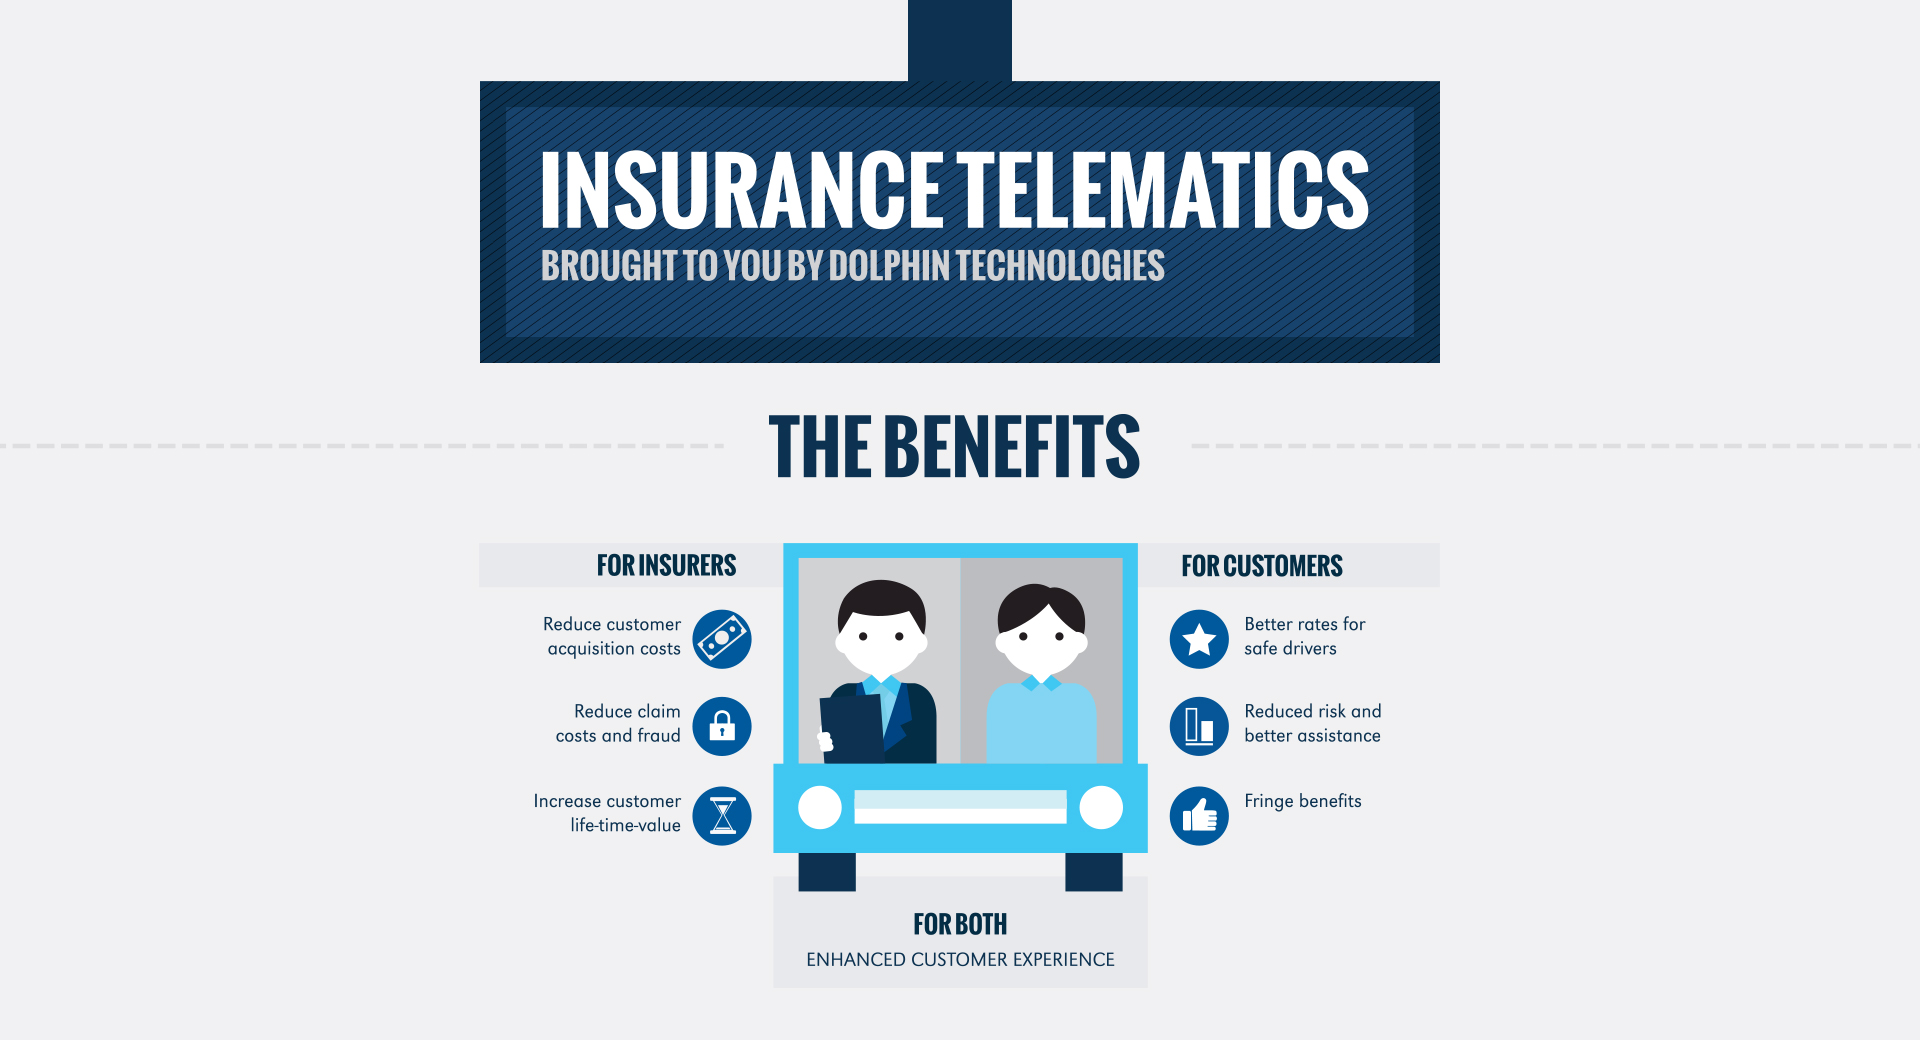 INSURANCE TELEMATICS
BROUGHT TO YOU BY DOLPHIN TECHNOLOGIES
THE BENEFITS
FOR INSURERS
Reduce customer
acquisition costs
Reduce claim
costs and fraud
Increase customer
life-time-value
FOR CUSTOMERS
Better rates for
safe drivers
Reduced risk and
better assistance
Fringe benefits
FOR BOTH
ENHANCED CUSTOMER EXPERIENCE